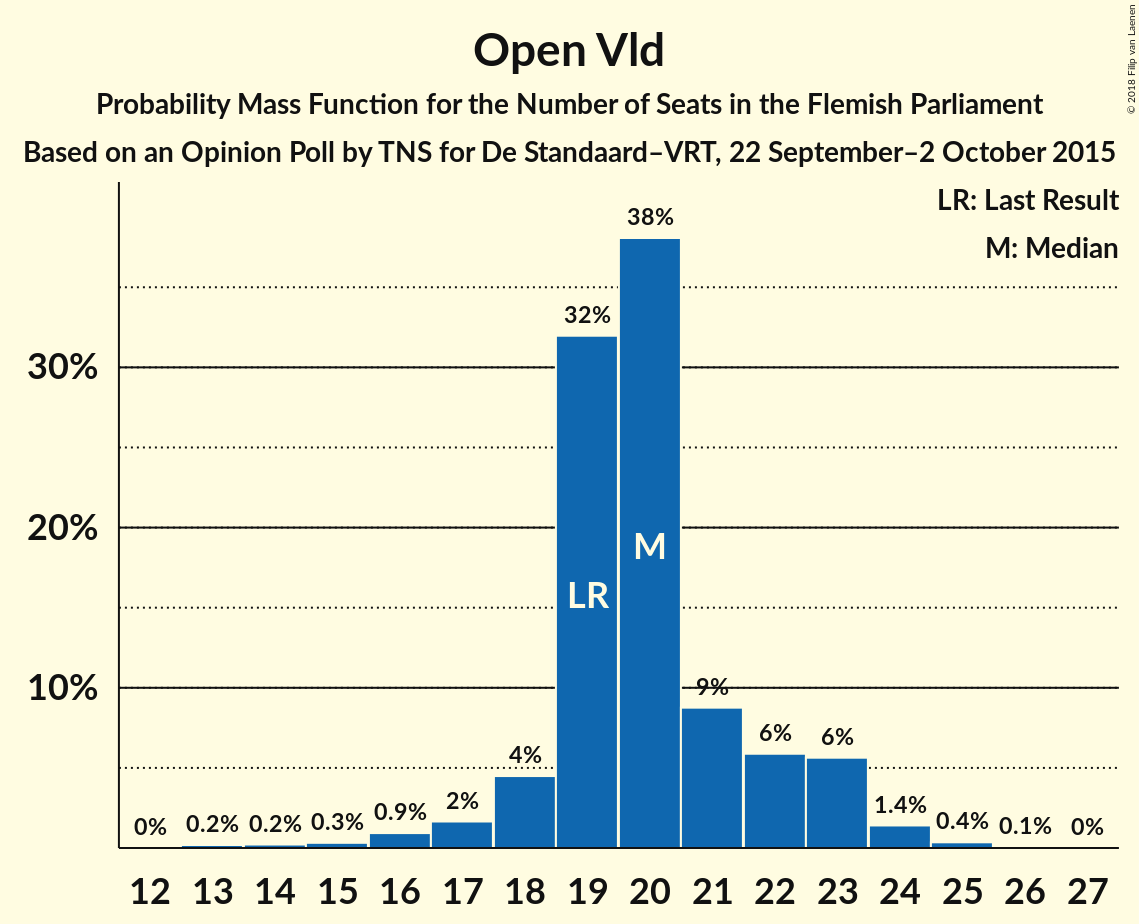 Open Vld
Probability Mass Function for the Number of Seats in the Flemish Parliament
Based on an Opinion Poll by TNS for De Standaard–VRT, 22 September–2 October 2015
© 2018 Filip van Laenen
LR: Last Result
M: Median
30%
20%
10%
0%
0.2%
0.2%
0.3%
0.9%
2%
4%
32%
38%
9%
6%
6%
1.4%
0.4%
0.1%
0%
LR
M
12 13 14 15 16 17 18 19 20 21 22 23 24 25 26 27